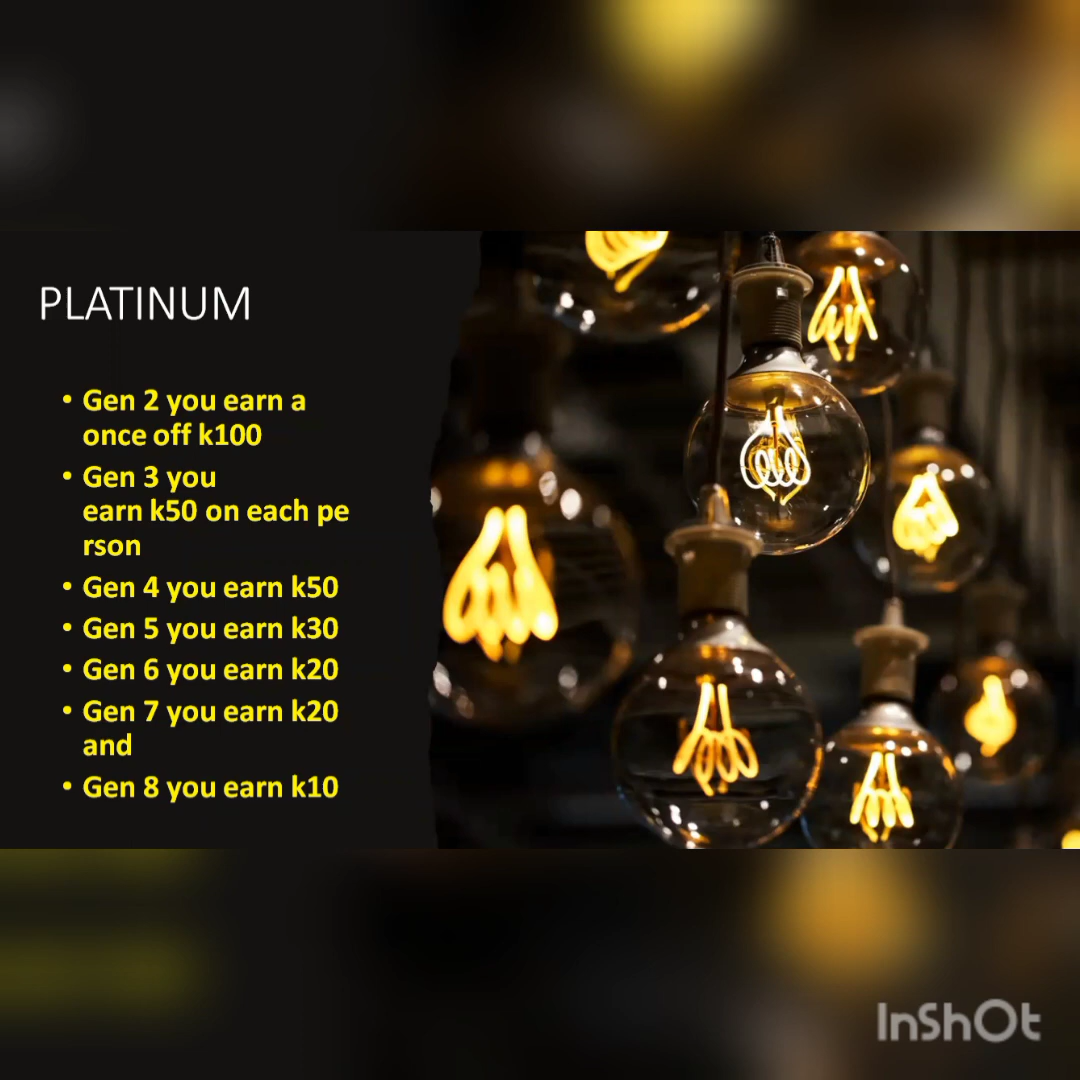 PLATINUM
• Gen 2 you earn a
once off k100
• Gen 3 you
earn k50 on each pe
rson
• Gen 4 you earn k50
• Gen 5 you earn k30
• Gen 6 you earn k20
• Gen 7 you earn k20
and
• Gen 8 you earn k10
InShOt